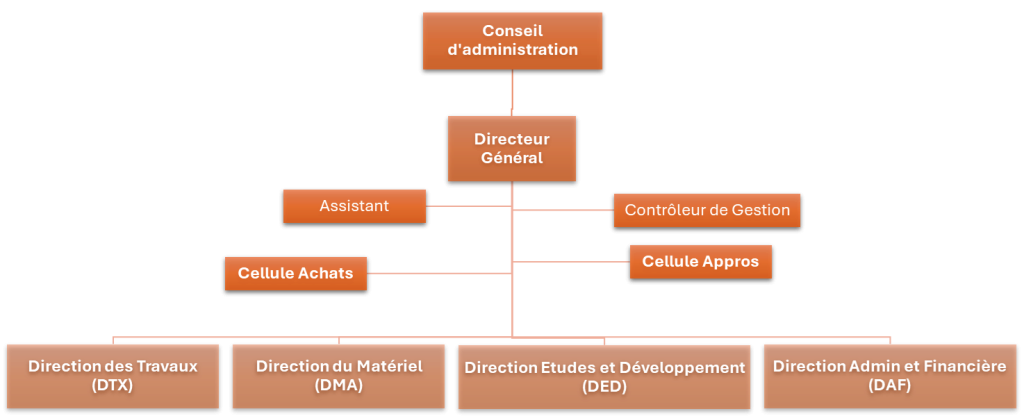 Conseil
d'administration
Directeur
Général
Assistant
Contrôleur de Gestion
Cellule Achats
Cellule Appros
Direction des Travaux
(DTX)
Direction du Matériel
(DMA)
Direction Etudes et Développement
(DED)
Direction Admin et Financière
(DAF)